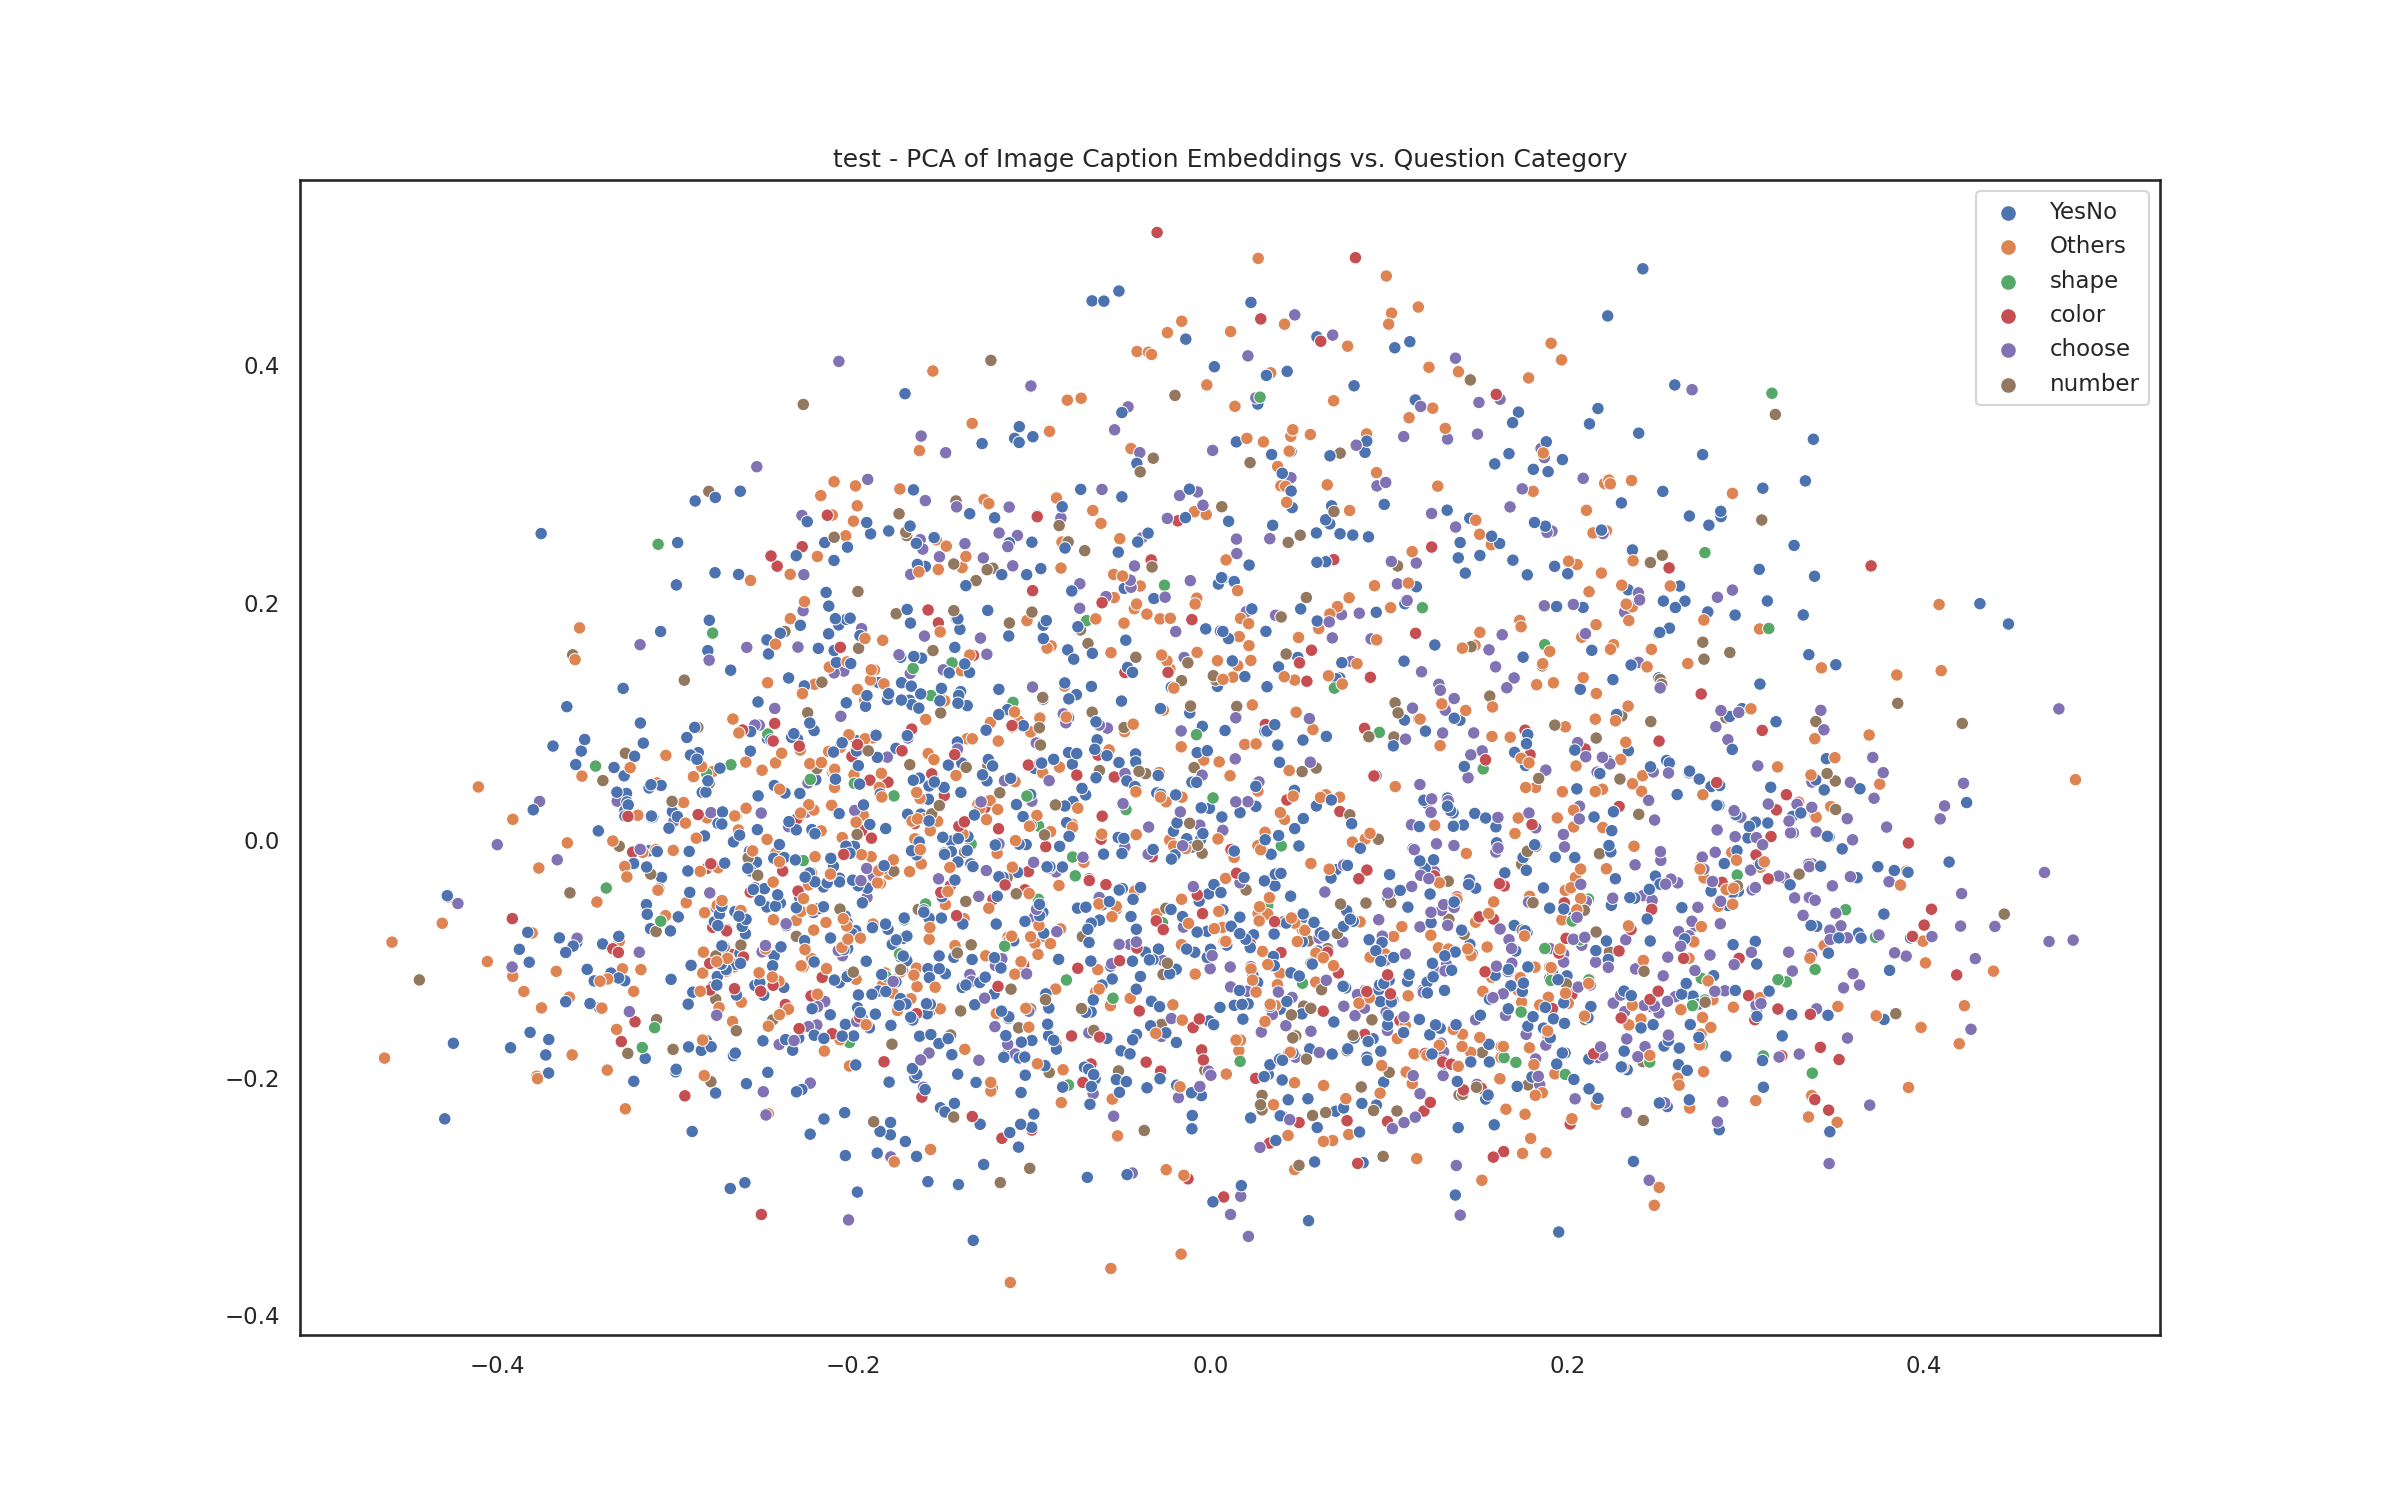 test - PCA of Image Caption Embeddings vs. Question Category
YesNo
Others
shape
color
choose
number
0.4
0.2
0.0
−0.2
−0.4
−0.4
−0.2
0.0
0.2
0.4